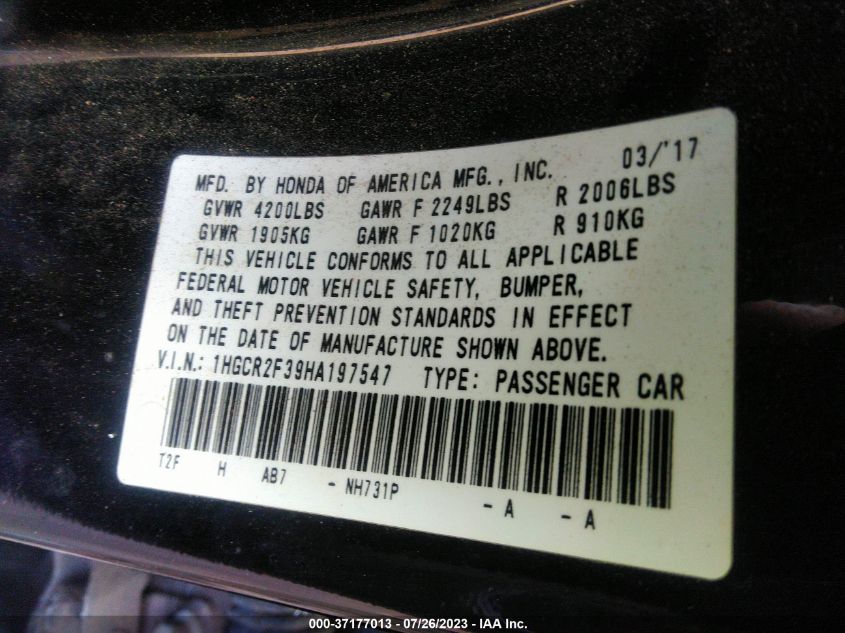 03/'17
MFD. BY HONDA OF AMERICA MFG., INC.
GVWR 4200LBS GAWR F 2249LBS R 2006LBS
GVWR 1905KG GAWR F 1020KG R 910KG
THIS VEHICLE CONFORMS TO ALL APPLICABLE
FEDERAL MOTOR VEHICLE SAFETY, BUMPER,
AND THEFT PREVENTION STANDARDS IN EFFECT
ON THE DATE OF MANUFACTURE SHOWN ABOVE.
V.I.N.: 1HGCR2F39HA197547 TYPE: PASSENGER CAR
T2F H AB7 - NH731P - A - A
000-37177013 - 07/26/2023 - IAA Inc.